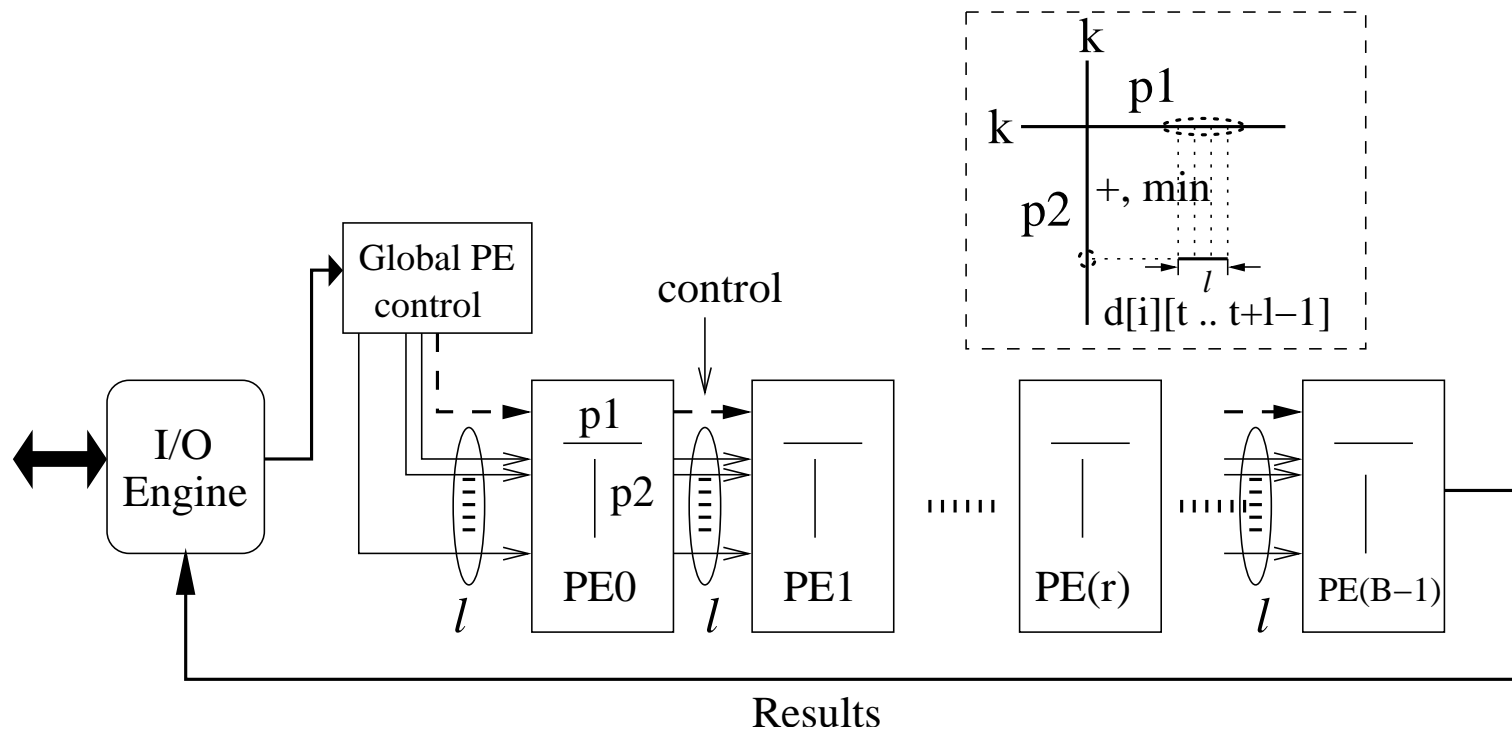 k
p1
k
+, min
p2
l
d[i][t .. t+l−1]
Global PE
control
control
I/O
Engine
p1
p2
PE0
PE1
PE(r)
PE(B−1)
l
l
l
Results